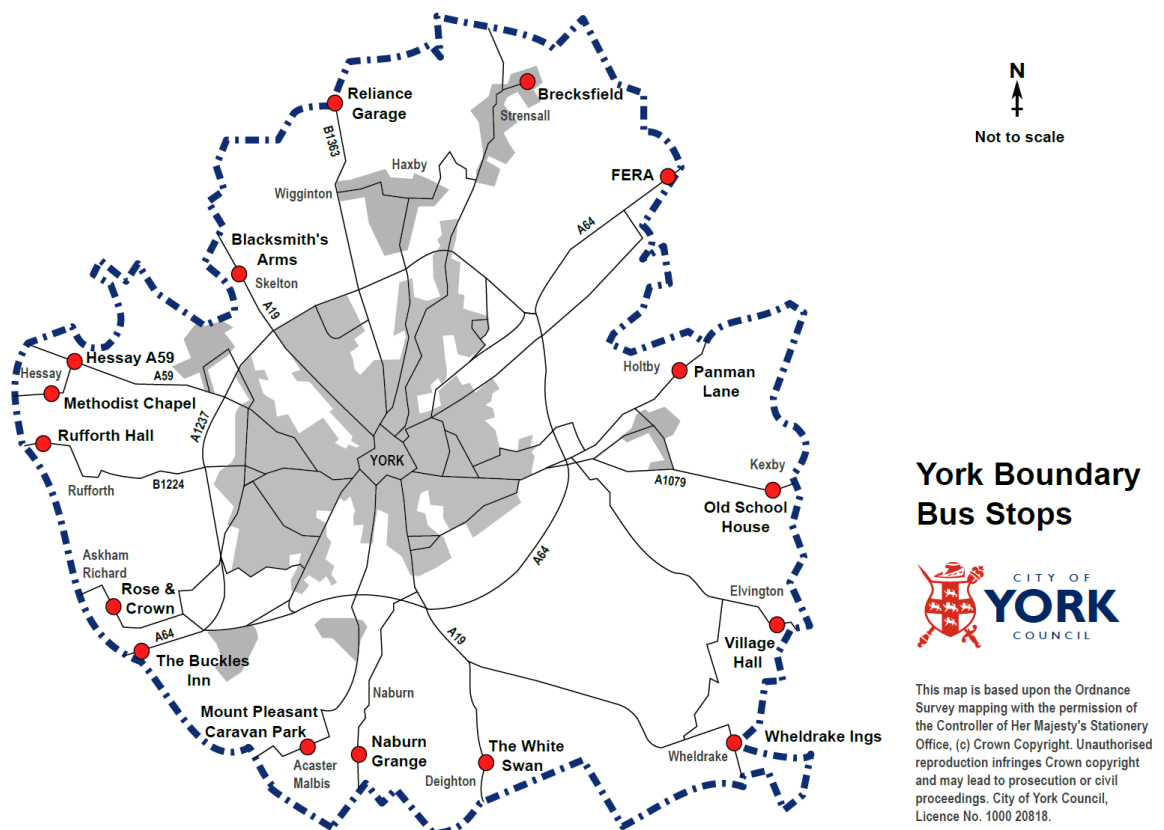 Reliance
Garage
B1363
Brecksfield
Strensall
N
Not to scale
Haxby
Wigginton
FERA
A64
Blacksmith's
Arms
Skelton
A19
Hessay A59
Hessay
A59
Methodist Chapel
Holtby
Panman
Lane
A1237
Rufforth Hall
Rufforth
B1224
YORK
Kexby
A1079
Old School
House
York Boundary
Bus Stops
CITY OF
YORK
COUNCIL
Askham
Richard
Rose &
Crown
A64
A64
The Buckles
Inn
A19
Elvington
Village
Hall
Mount Pleasant
Caravan Park
Acaster
Malbis
Naburn
Naburn
Grange
The White
Swan
Deighton
Wheldrake Ings
Wheldrake
This map is based upon the Ordnance
Survey mapping with the permission of
the Controller of Her Majesty's Stationery
Office, (c) Crown Copyright. Unauthorised
reproduction infringes Crown copyright
and may lead to prosecution or civil
proceedings. City of York Council,
Licence No. 1000 20818.